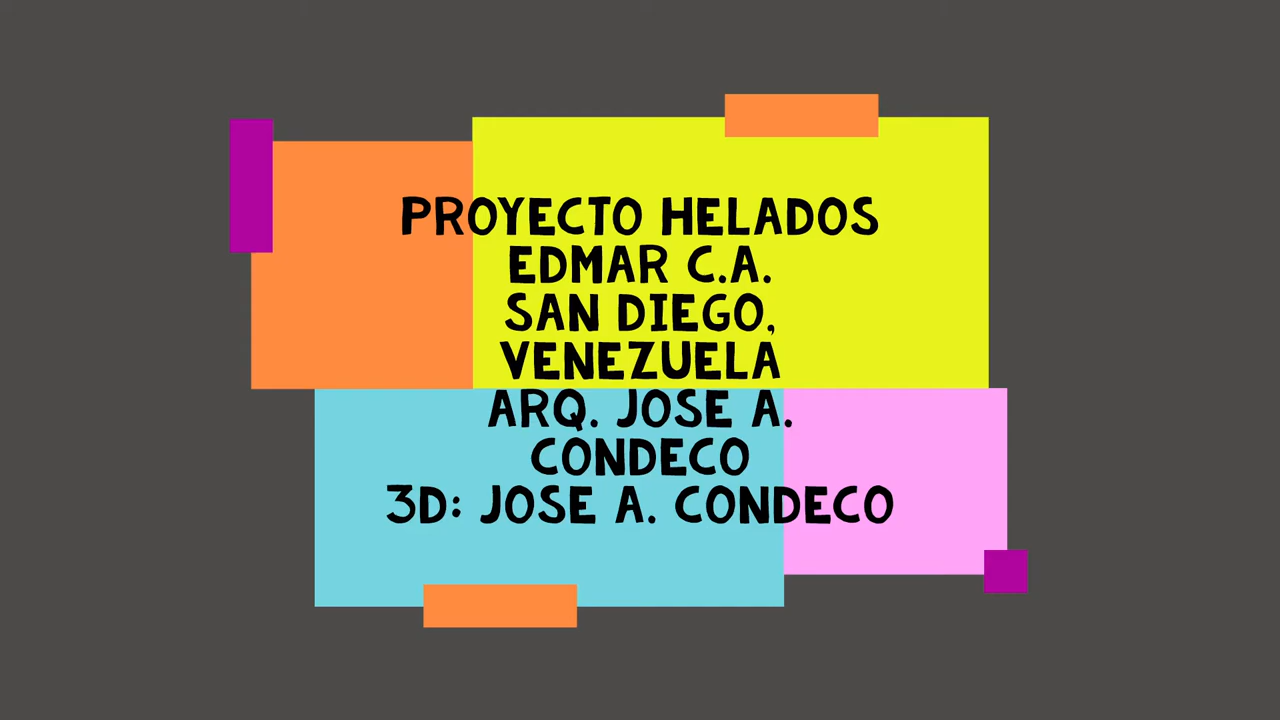 PROYECTO HELADOS
EDMAR C.A.
SAN DIEGO,
VENEZUELA
ARQ. JOSE A.
CONDECO
3D: JOSE A. CONDECO